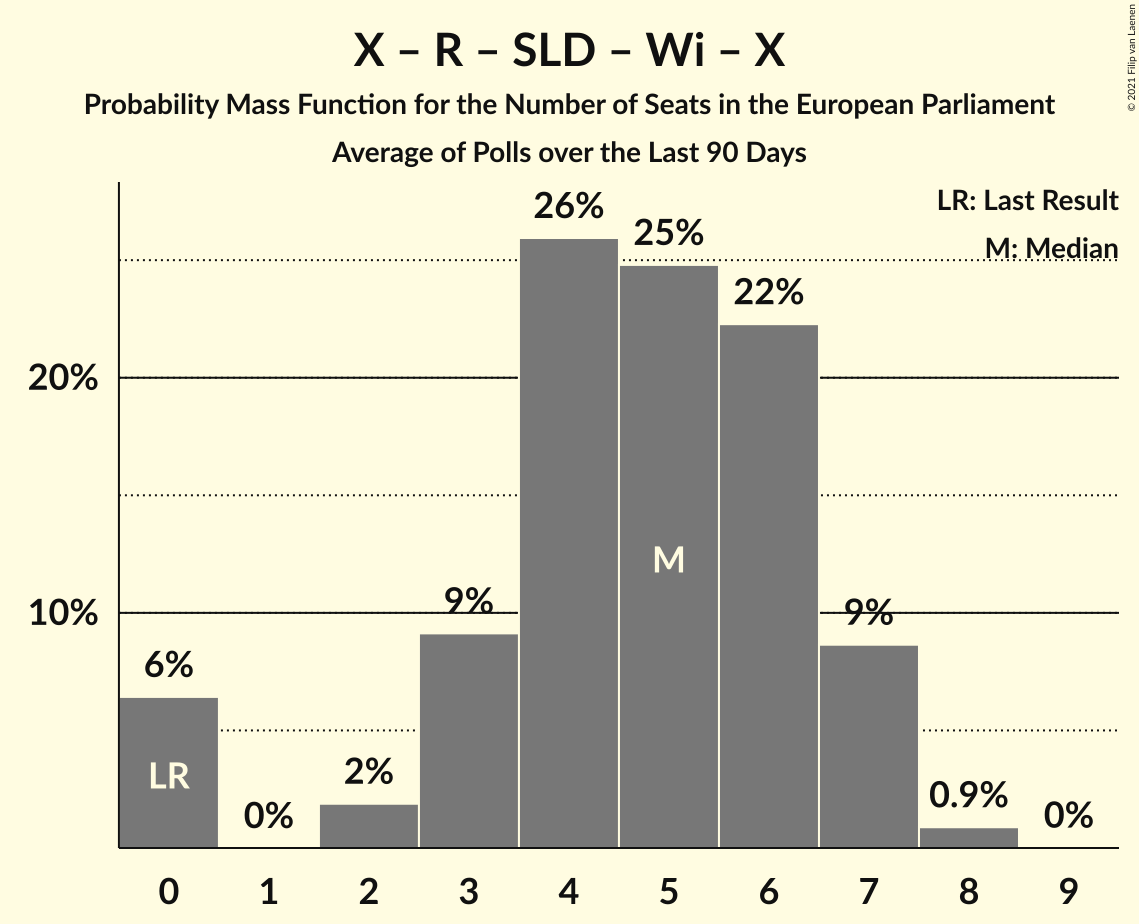 X – R – SLD – Wi – X
Probability Mass Function for the Number of Seats in the European Parliament
Average of Polls over the Last 90 Days
© 2021 Filip van Laenen
LR: Last Result
M: Median
26%
25%
22%
20%
M
9%
9%
10%
6%
LR
2%
0%
0.9%
0%
0 1 2 3 4 5 6 7 8 9